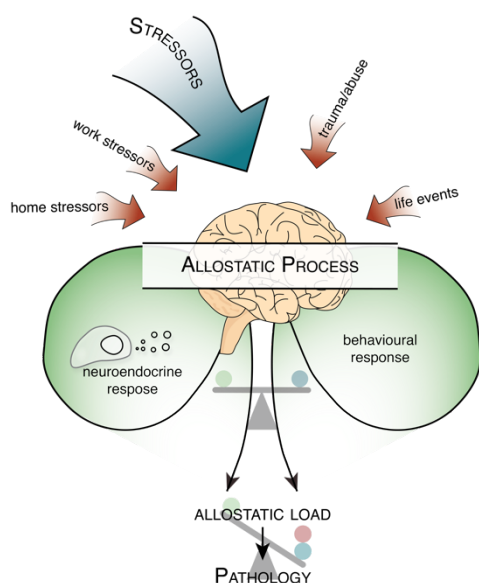 STRESSORS
trauma/abuse
work stressors
home stressors
life events
ALLOSTATIC PROCESS
neuroendocrine
respose
behavioural
response
ALLOSTATIC LOAD
PATHOLOGY